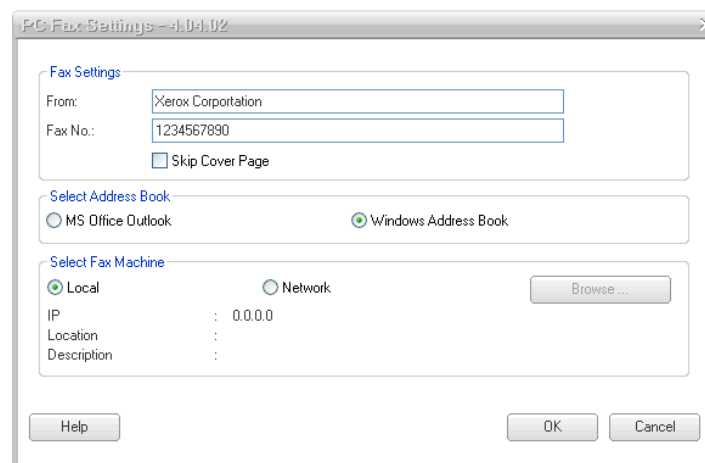 PC Fax Settings - 4.04.02
Fax Settings
From: Xerox Corportation
Fax No.: 1234567890
Skip Cover Page
Select Address Book
MS Office Outlook Windows Address Book
Select Fax Machine
Local Network Browse ...
IP : 0.0.0.0
Location :
Description :
Help OK Cancel